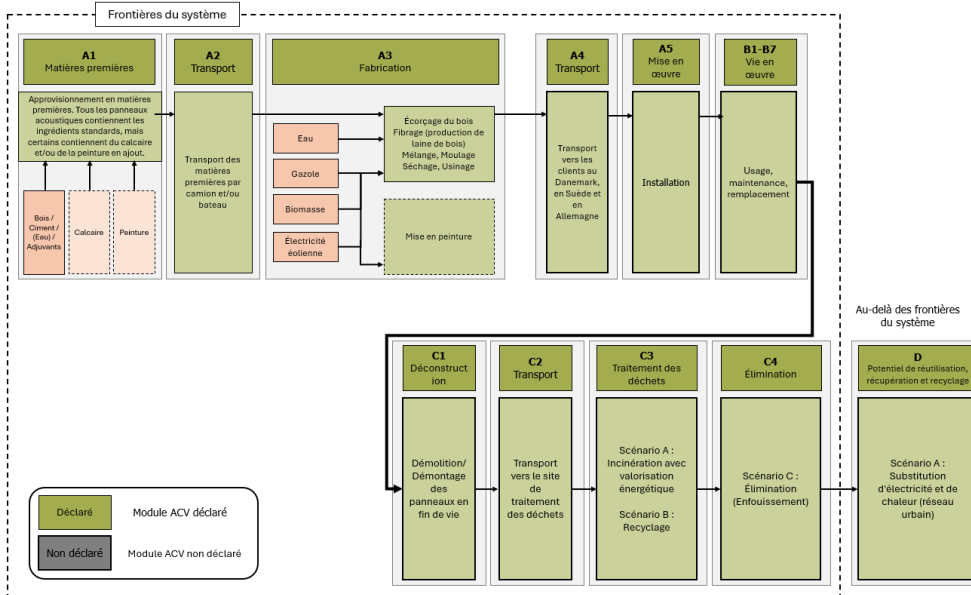 Frontières du système
A1
Matières premières
Approvisionnement en matières
premières. Tous les panneaux
acoustiques contiennent les
ingrédients standards, mais
certains contiennent du calcaire
et/ou de la peinture en ajout.
Bois /
Ciment /
(Eau) /
Adjuvants
Calcaire
Peinture
A2
Transport
Transport des
matières
premières par
camion et/ou
bateau
A3
Fabrication
Eau
Gazole
Biomasse
Électricité
éolienne
Écorçage du bois
Fibrage (production de
laine de bois)
Mélange, Moulage
Séchage, Usinage
Mise en peinture
A4
Transport
Transport
vers les
clients au
Danemark,
en Suède et
en
Allemagne
A5
Mise en
œuvre
Installation
B1-B7
Vie en
œuvre
Usage,
maintenance,
remplacement
Au-delà des frontières
du système
C1
Déconstruct
ion
Démolition/
Démontage
des
panneaux en
fin de vie
C2
Transport
Transport
vers le site
de
traitement
des déchets
C3
Traitement des
déchets
Scénario A :
Incinération avec
valorisation
énergétique
Scénario B :
Recyclage
C4
Élimination
Scénario C :
Élimination
(Enfouissement)
D
Potentiel de réutilisation,
récupération et recyclage
Scénario A :
Substitution
d'électricité et de
chaleur (réseau
urbain)
Déclaré
Module ACV déclaré
Non déclaré
Module ACV non déclaré